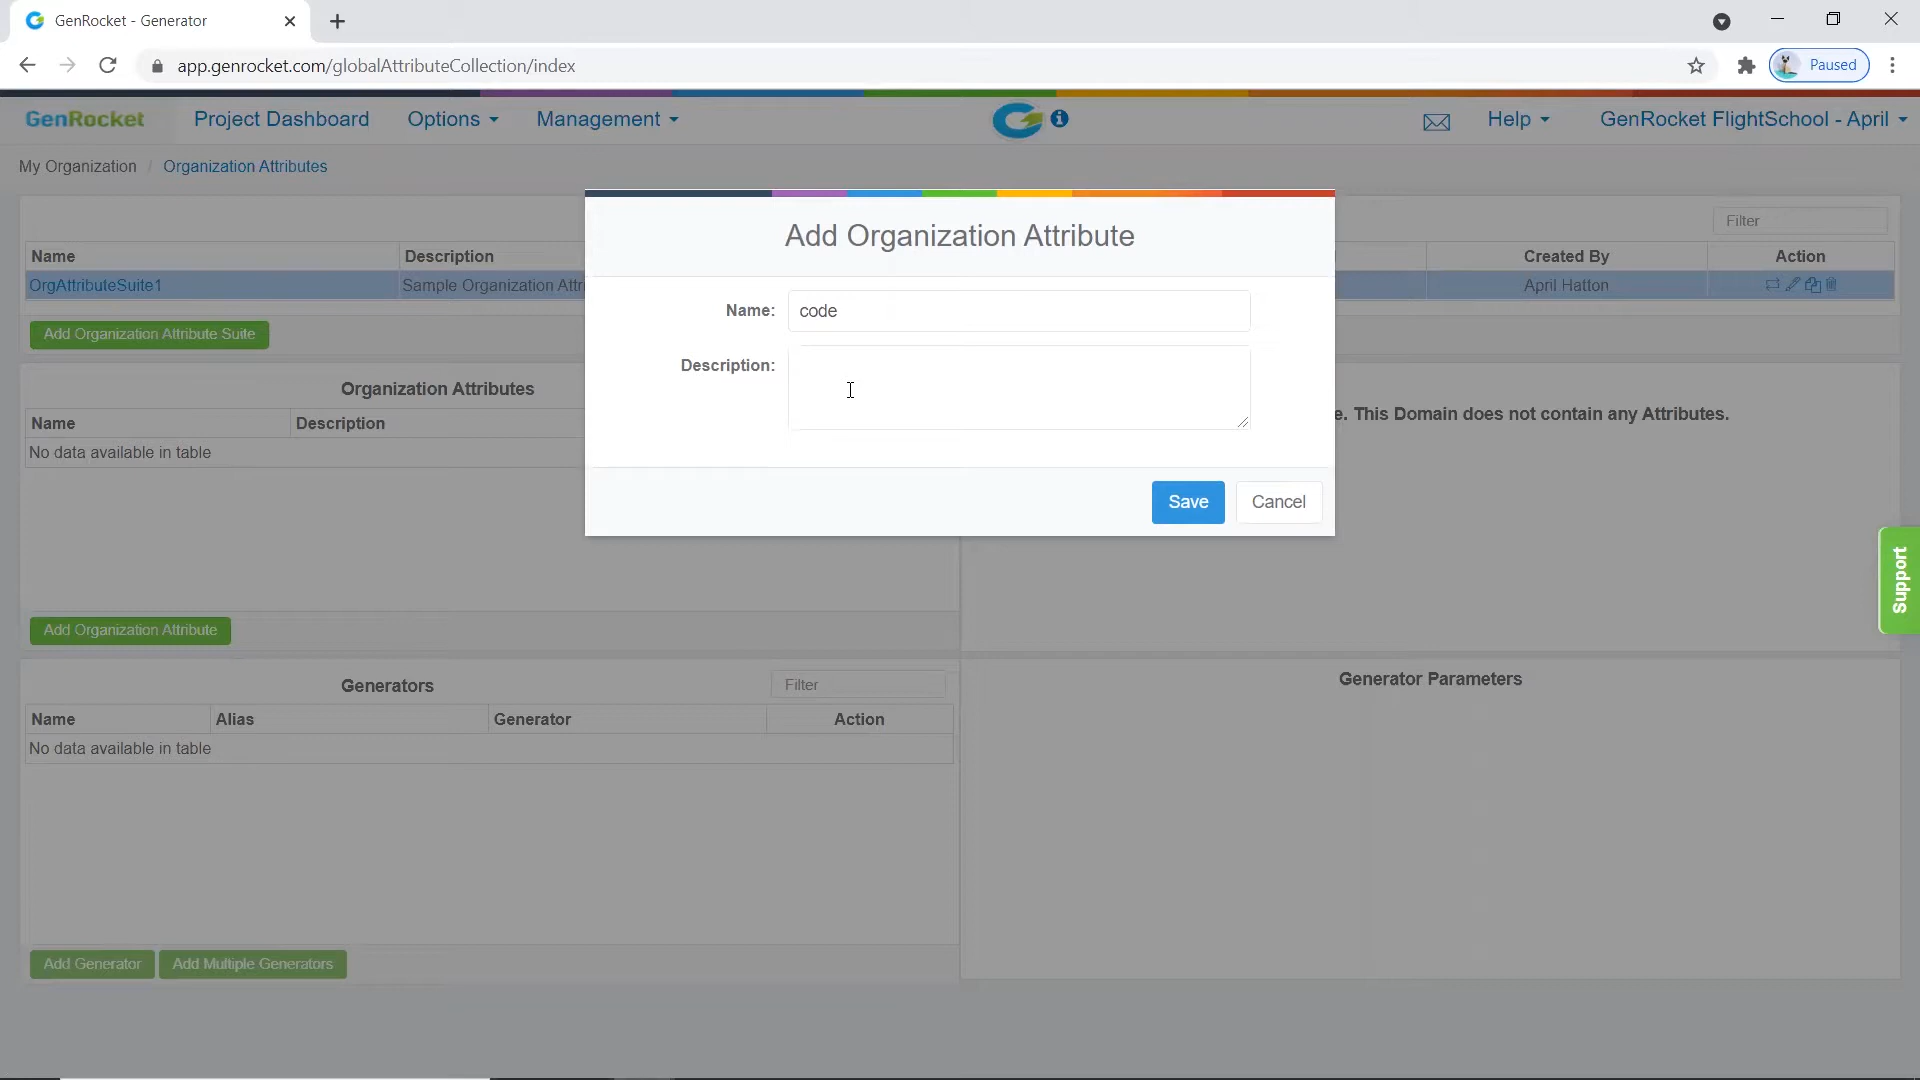 GenRocket - Generator
app.genrocket.com/globalAttributeCollection/index
Paused
GenRocket
Project Dashboard
Options
Management
Help
GenRocket FlightSchool - April
My Organization / Organization Attributes
Filter
Name
Description
Created By
Action
OrgAttributeSuite1
Sample Organization Attri
April Hatton
Add Organization Attribute Suite
Add Organization Attribute
Name:
code
Description:
Save
Cancel
Organization Attributes
Name
Description
No data available in table
e. This Domain does not contain any Attributes.
Add Organization Attribute
Support
Generators
Filter
Name
Alias
Generator
Action
No data available in table
Add Generator
Add Multiple Generators
Generator Parameters